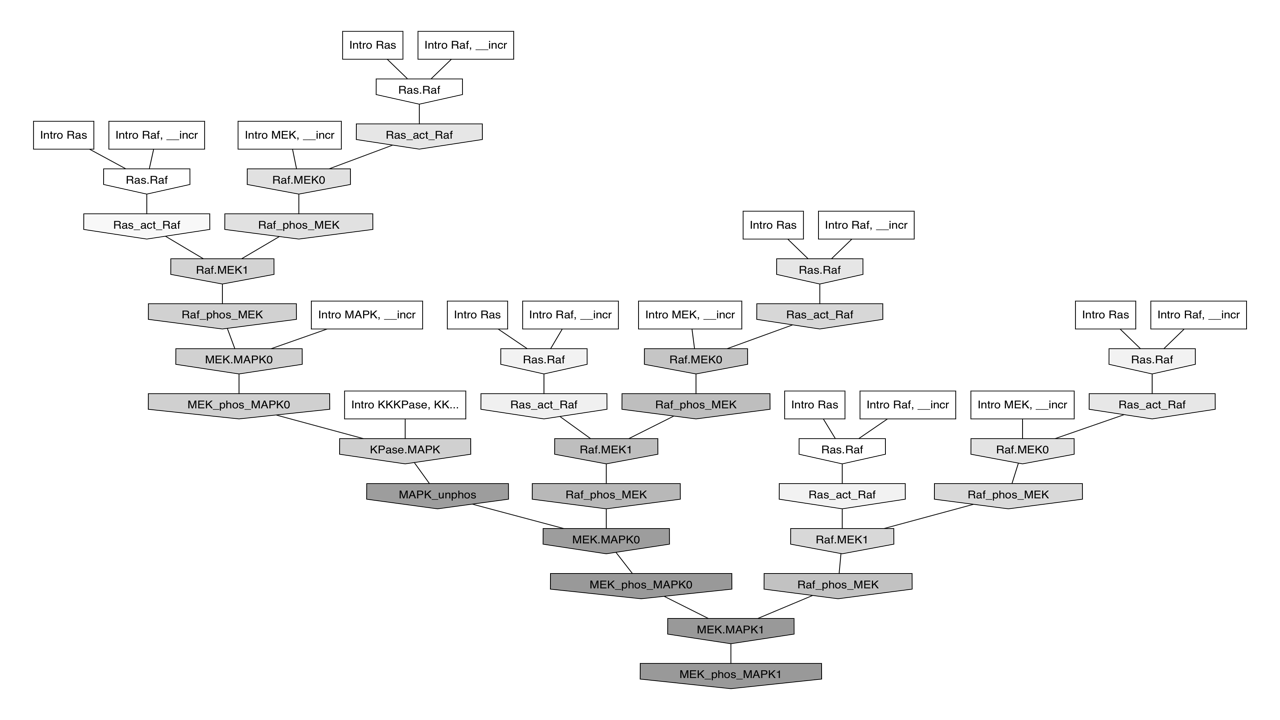 Intro Ras
Intro Raf, __incr
Ras.Raf
Intro Ras
Intro Raf, __incr
Intro MEK, __incr
Ras_act_Raf
Ras.Raf
Raf.MEK0
Ras_act_Raf
Raf_phos_MEK
Intro Ras
Intro Raf, __incr
Raf.MEK1
Ras.Raf
Raf_phos_MEK
Intro MAPK, __incr
Intro Ras
Intro Raf, __incr
Intro MEK, __incr
Ras_act_Raf
Intro Ras
Intro Raf, __incr
MEK.MAPK0
Ras.Raf
Raf.MEK0
Ras.Raf
MEK_phos_MAPK0
Intro KKKPase, KK...
Ras_act_Raf
Raf_phos_MEK
Intro Ras
Intro Raf, __incr
Intro MEK, __incr
Ras_act_Raf
KPase.MAPK
Raf.MEK1
Ras.Raf
Raf.MEK0
MAPK_unphos
Raf_phos_MEK
Ras_act_Raf
Raf_phos_MEK
MEK.MAPK0
Raf.MEK1
MEK_phos_MAPK0
Raf_phos_MEK
MEK.MAPK1
MEK_phos_MAPK1